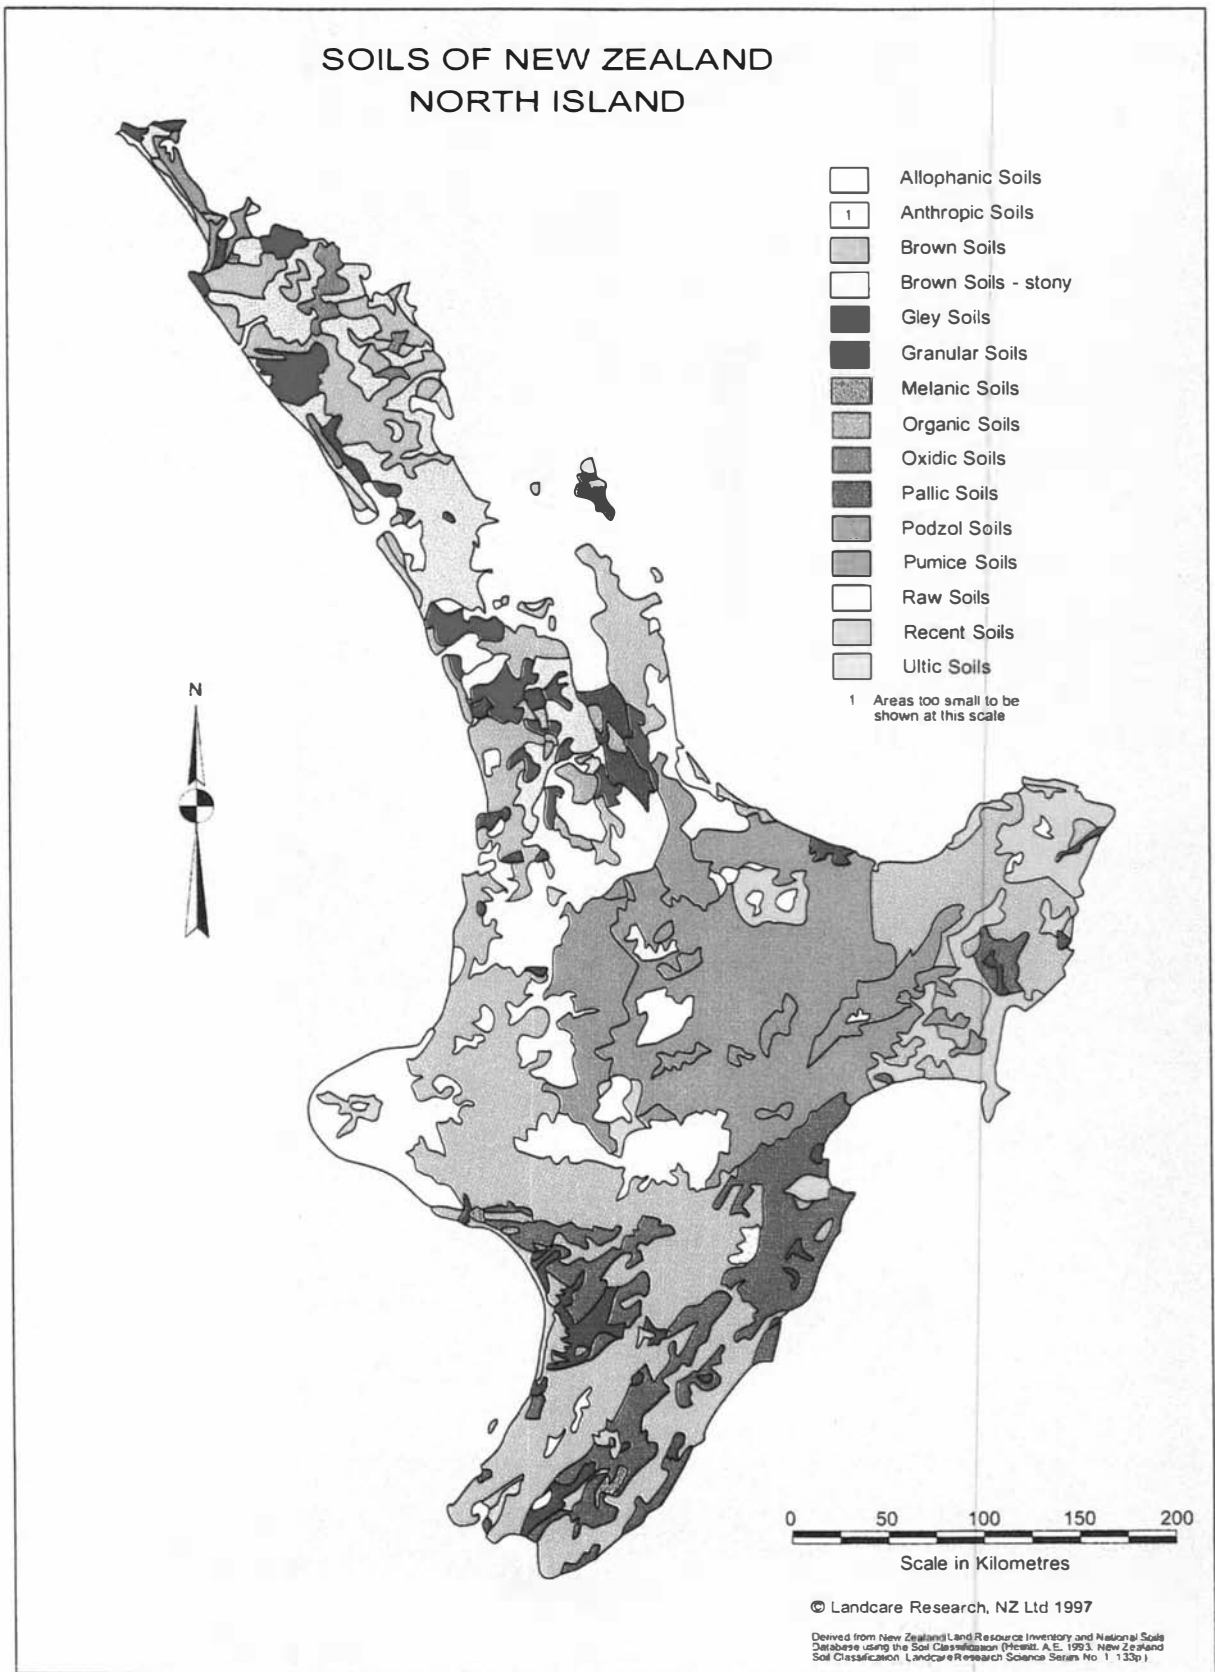 SOILS OF NEW ZEALAND
NORTH ISLAND
Allophanic Soils
1 Anthropic Soils
Brown Soils
Brown Soils - stony
Gley Soils
Granular Soils
Melanic Soils
Organic Soils
Oxidic Soils
Pallic Soils
Podzol Soils
Pumice Soils
Raw Soils
Recent Soils
Ultic Soils
1 Areas too small to be
shown at this scale
N
0 50 100 150 200
Scale in Kilometres
© Landcare Research, NZ Ltd 1997
Derived from New Zealand Land Resource Inventory and National Soils
Database using the Soil Classification (Hewitt, A.E. 1993. New Zealand
Soil Classification. Landcare Research Science Series No. 1. 133p.)